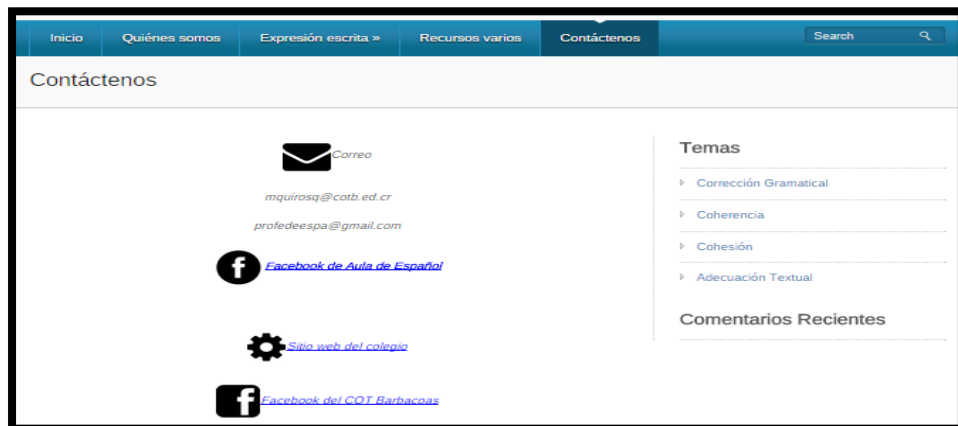 Inicio Quiénes somos Expresión escrita » Recursos varios Contáctenos Search
Contáctenos
Correo
mquirosq@cotb.ed.cr
profedeespa@gmail.com
Facebook de Aula de Español
Sitio web del colegio
Facebook del COT Barbacoas
Temas
Corrección Gramatical
Coherencia
Cohesión
Adecuación Textual
Comentarios Recientes